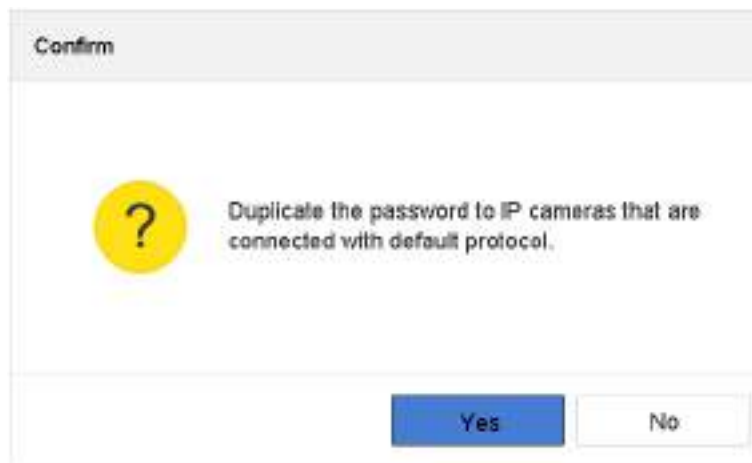 Confirm
?
Duplicate the password to IP cameras that are
connected with default protocol.
Yes
No